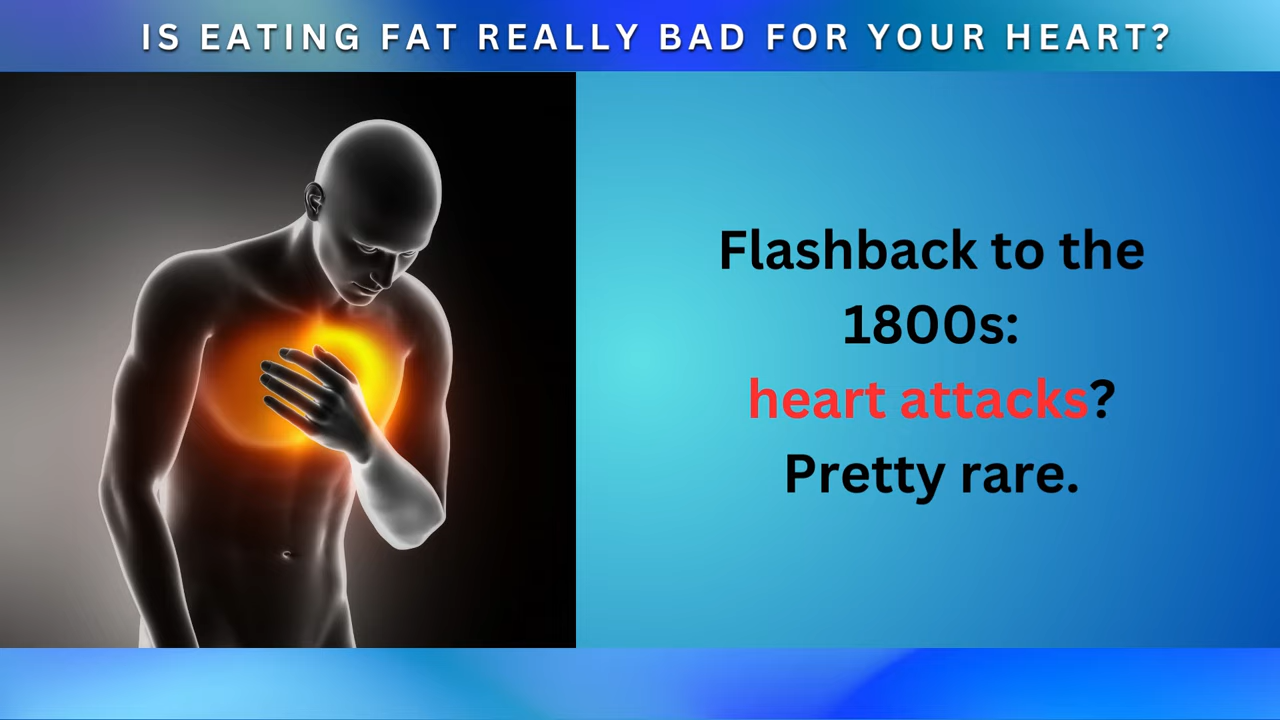 IS EATING FAT REALLY BAD FOR YOUR HEART?
Flashback to the
1800s:
heart attacks?
Pretty rare.